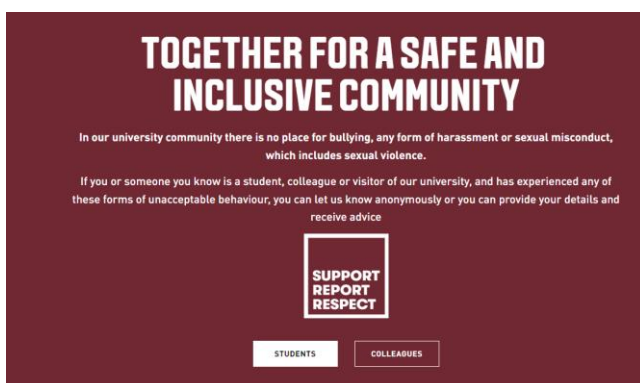 TOGETHER FOR A SAFE AND
INCLUSIVE COMMUNITY
In our university community there is no place for bullying, any form of harassment or sexual misconduct,
which includes sexual violence.
If you or someone you know is a student, colleague or visitor of our university, and has experienced any of
these forms of unacceptable behaviour, you can let us know anonymously or you can provide your details and
receive advice
SUPPORT
REPORT
RESPECT
STUDENTS
COLLEAGUES